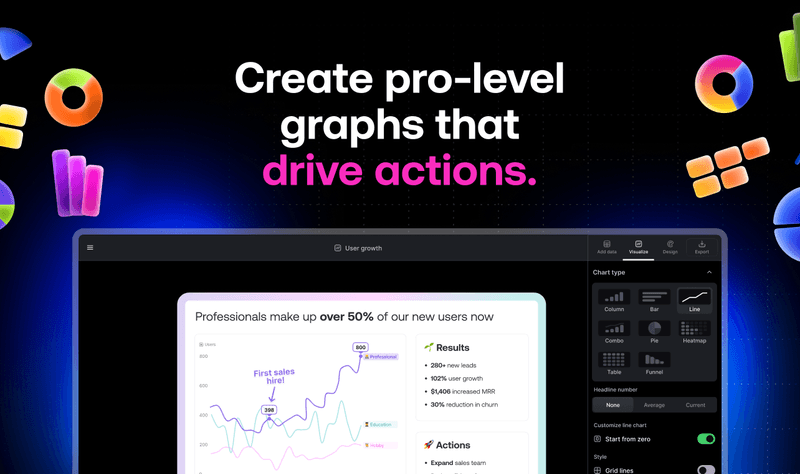 Create pro-level
graphs that
drive actions.
User growth
Add data
Visualize
Design
Export
Chart type
Column
Bar
Line
Combo
Pie
Heatmap
Table
Funnel
Headline number
None
Average
Current
Customize line chart
Start from zero
Style
Grid lines
Professionals make up over 50% of our new users now
Users
800
600
400
200
First sales
hire!
398
800
Professional
Education
Hobby
🌱 Results
• 280+ new leads
• 102% user growth
• $1,406 increased MRR
• 30% reduction in churn
🚀 Actions
• Expand sales team